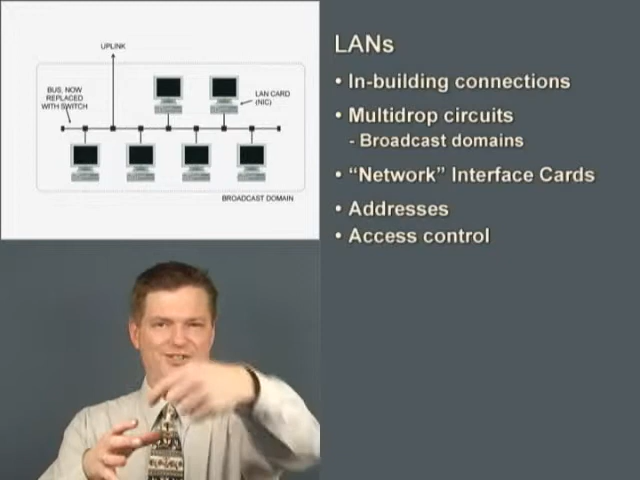 UPLINK
BUS, NOW
REPLACED
WITH SWITCH
LAN CARD
(NIC)
BROADCAST DOMAIN
LANs
• In-building connections
• Multidrop circuits
- Broadcast domains
• “Network” Interface Cards
• Addresses
• Access control